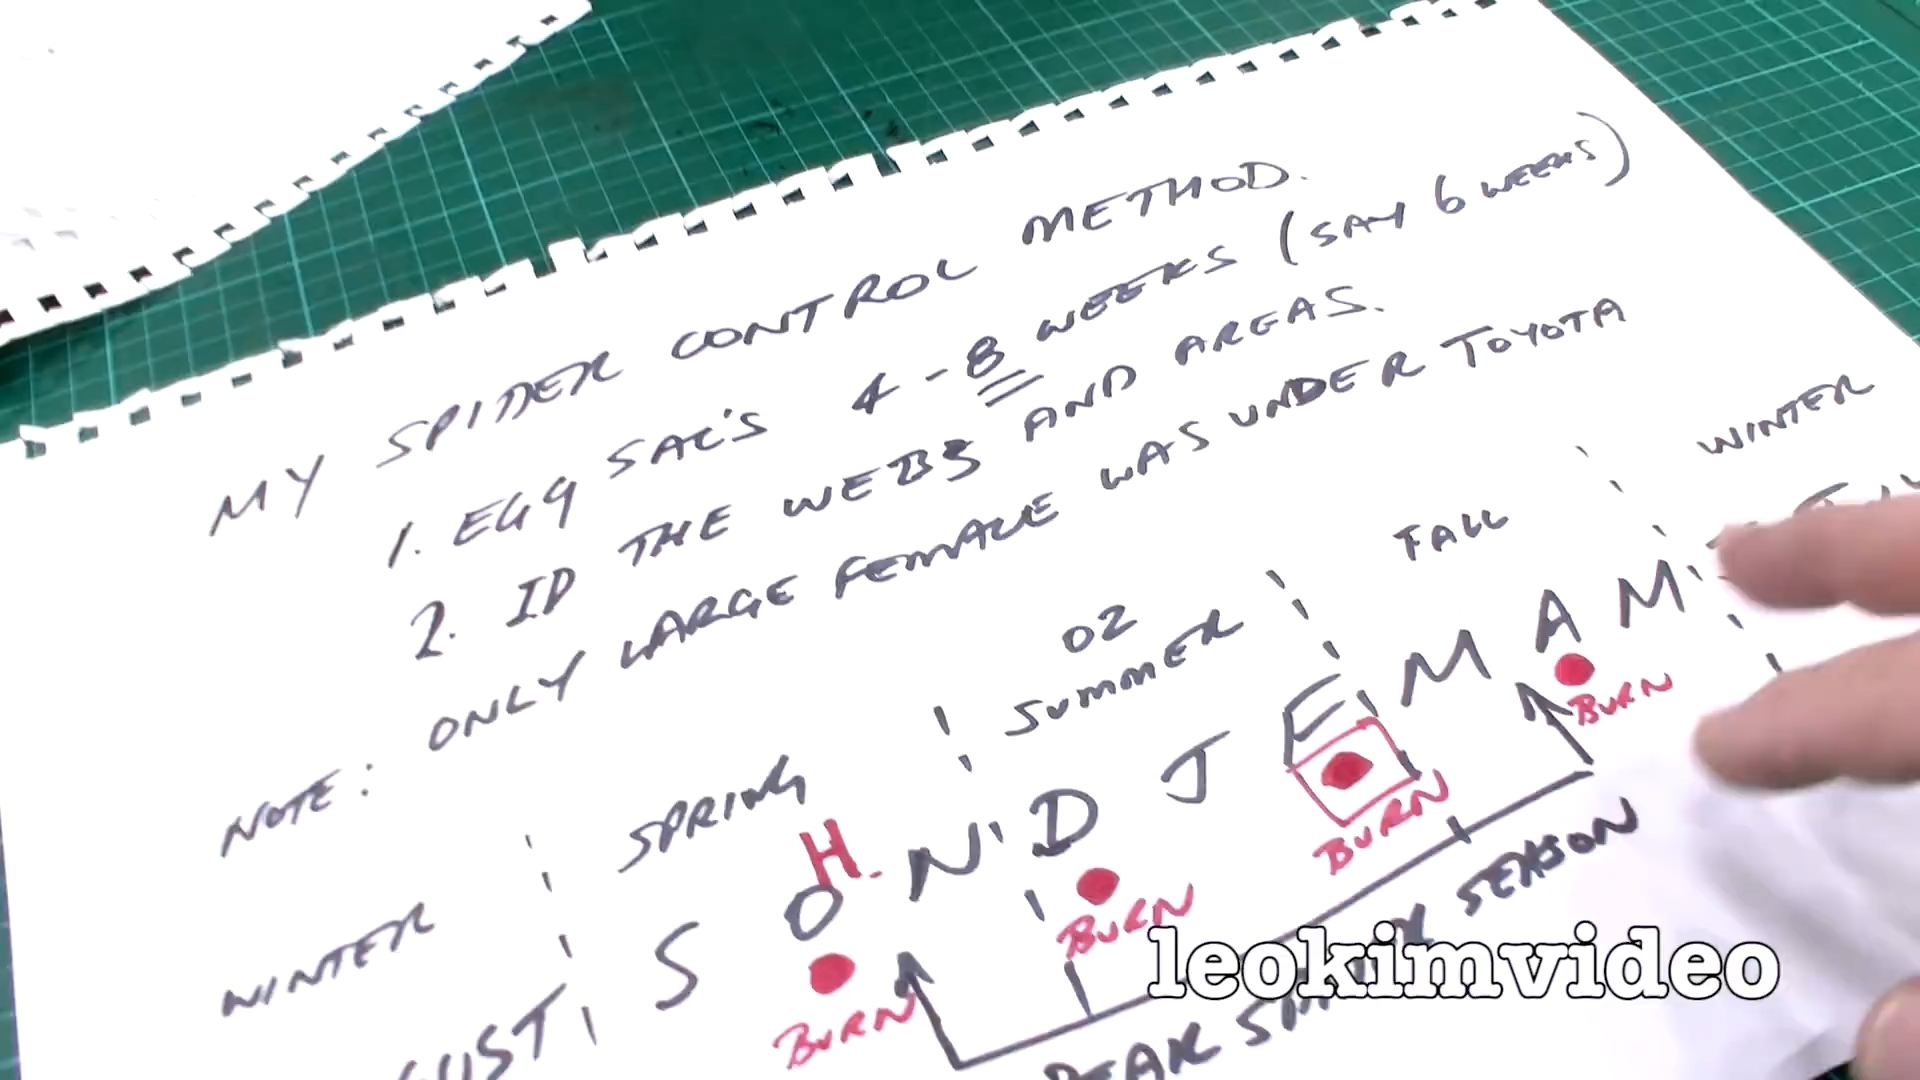 MY SPIDER CONTROL METHOD.
1. EGG SAC'S 4-8 WEEKS (SAY 6 WEEKS)
2. ID THE WEBS AND AREAS.
NOTE: ONLY LARGE FEMALE WAS UNDER TOYOTA
WINTER SPRING OZ SUMMER FALL WINTER
H.
S O N D J F M A M
BURN BURN BURN BURN
PEAK SPIDER SEASON
leokimvideo